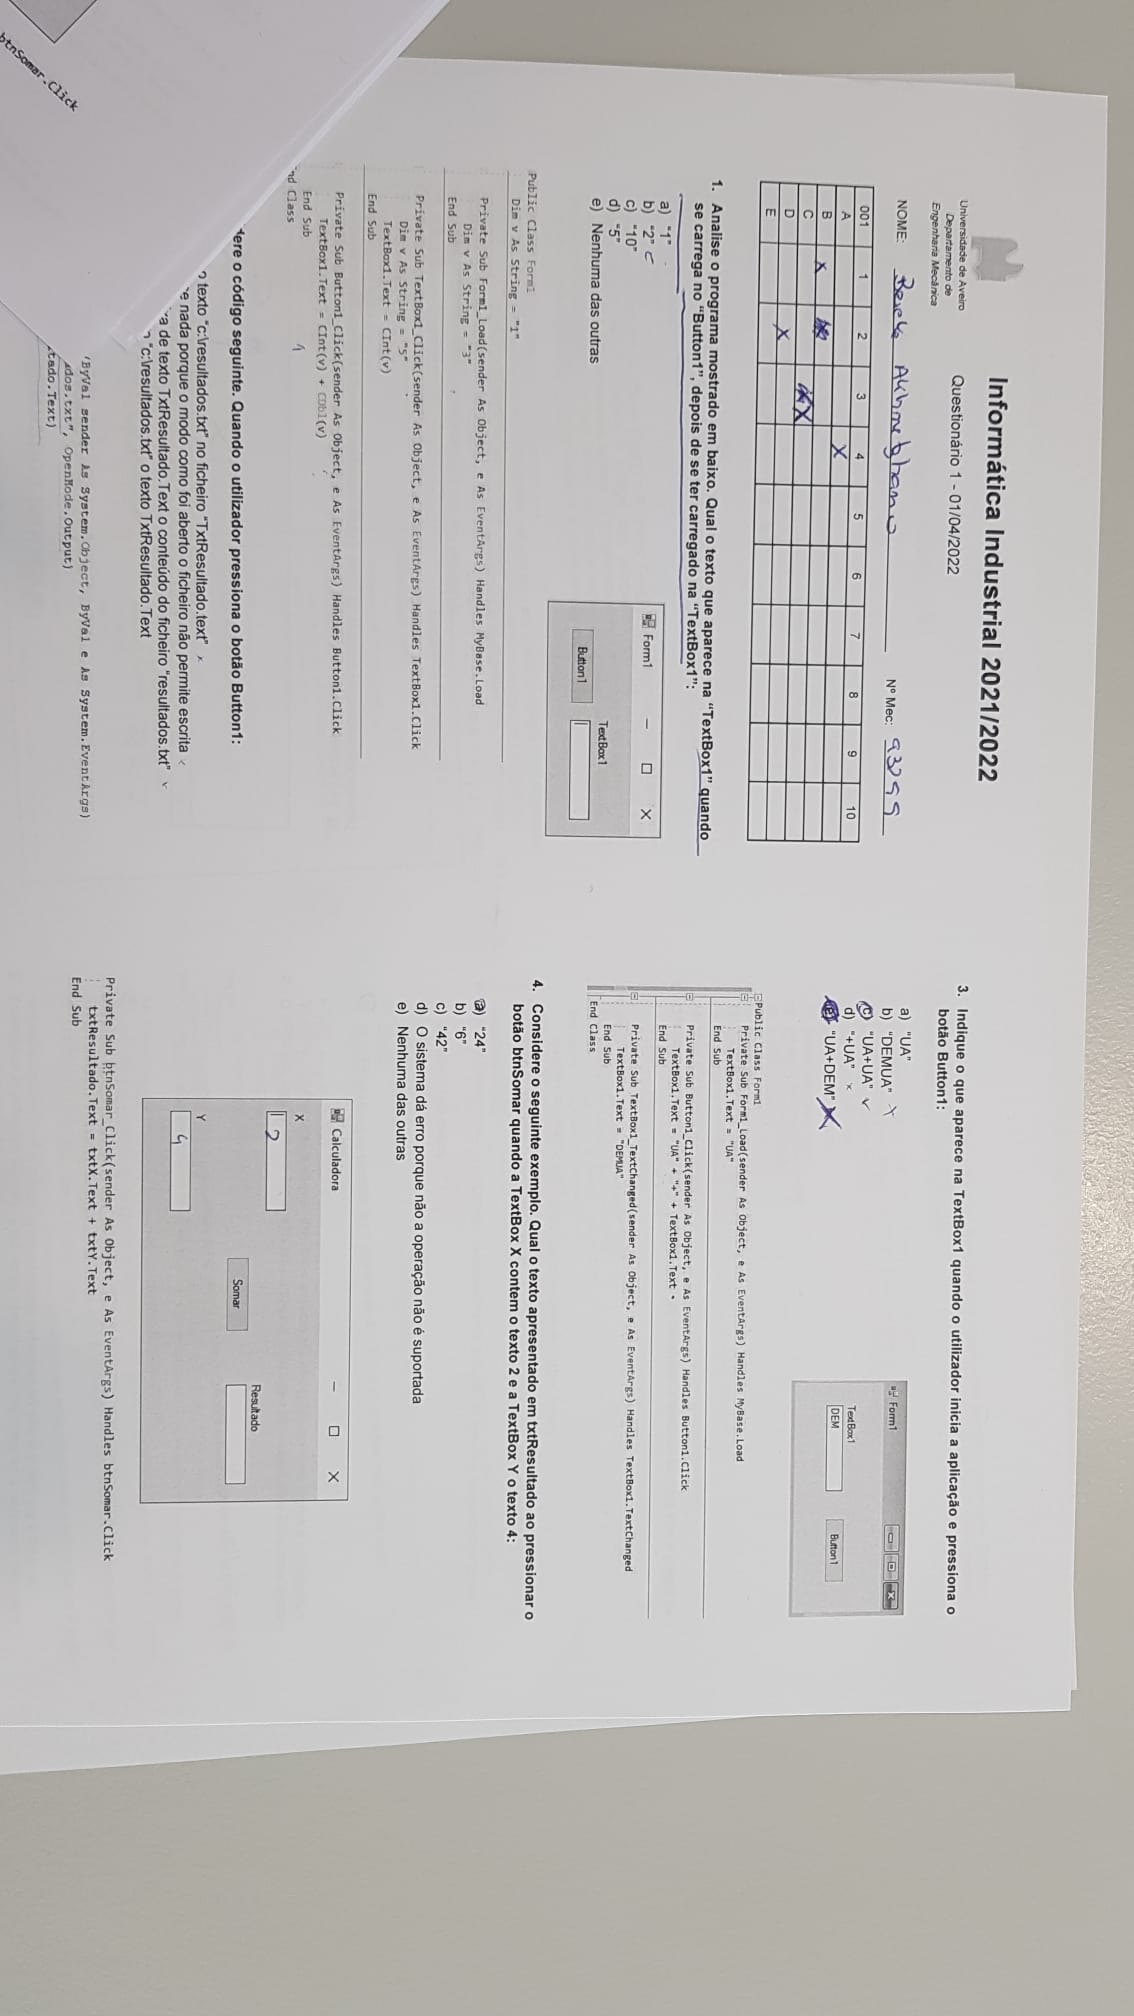 Informática Industrial 2021/2022
Questionário 1 - 01/04/2022
Universidade de Aveiro
Departamento de
Engenharia Mecânica
NOME:
Nº Mec: 93299
001 1 2 3 4 5 6 7 8 9 10
A X
B x
C X
D X
E
1. Analise o programa mostrado em baixo. Qual o texto que aparece na “TextBox1” quando
se carrega no “Button1”, depois de se ter carregado na “TextBox1”:
a) “1”
b) “2”
c) “10”
d) “5”
e) Nenhuma das outras
Form1
TextBox1
Button1
Public Class Form1
Dim v As String = "1"
Private Sub Form1_Load(sender As Object, e As EventArgs) Handles MyBase.Load
Dim v As String = "3"
End Sub
Private Sub TextBox1_Click(sender As Object, e As EventArgs) Handles TextBox1.Click
Dim v As String = "5"
TextBox1.Text = CInt(v)
End Sub
Private Sub Button1_Click(sender As Object, e As EventArgs) Handles Button1.Click
TextBox1.Text = CInt(v) + CDbl(v)
End Sub
nd Class
dere o código seguinte. Quando o utilizador pressiona o botão Button1:
o texto “c:\resultados.txt” no ficheiro “TxtResultado.text”
e nada porque o modo como foi aberto o ficheiro não permite escrita
xa de texto TxtResultado.Text o conteúdo do ficheiro “resultados.txt”
“c:\resultados.txt” o texto TxtResultado.Text
(ByVal sender As System.Object, ByVal e As System.EventArgs)
ados.txt", OpenMode.Output)
tado.Text)
btnSomar.Click
3. Indique o que aparece na TextBox1 quando o utilizador inicia a aplicação e pressiona o
botão Button1:
a) “UA”
b) “DEMUA” x
c) “UA+UA” ✓
d) “+UA” x
e) “UA+DEM” X
Form1
TextBox1
DEM
Button1
Public Class Form1
Private Sub Form1_Load(sender As Object, e As EventArgs) Handles MyBase.Load
TextBox1.Text = "UA"
End Sub
Private Sub Button1_Click(sender As Object, e As EventArgs) Handles Button1.Click
TextBox1.Text = "UA" + "+" + TextBox1.Text
End Sub
Private Sub TextBox1_TextChanged(sender As Object, e As EventArgs) Handles TextBox1.TextChanged
TextBox1.Text = "DEMUA"
End Sub
End Class
4. Considere o seguinte exemplo. Qual o texto apresentado em txtResultado ao pressionar o
botão btnSomar quando a TextBox X contem o texto 2 e a TextBox Y o texto 4:
a) “24”
b) “6”
c) “42”
d) O sistema dá erro porque não a operação não é suportada
e) Nenhuma das outras
Calculadora
X
2
Resultado
Somar
Y
4
Private Sub btnSomar_Click(sender As Object, e As EventArgs) Handles btnSomar.Click
txtResultado.Text = txtX.Text + txtY.Text
End Sub